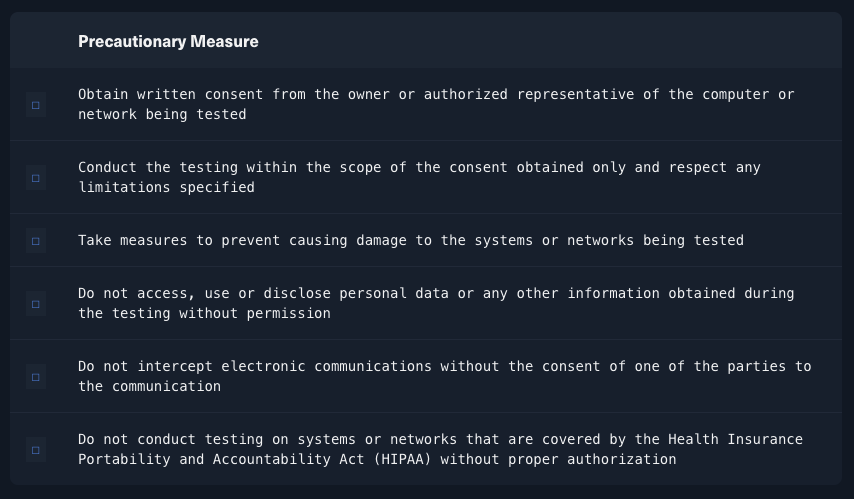 Precautionary Measure
☐ Obtain written consent from the owner or authorized representative of the computer or
network being tested
☐ Conduct the testing within the scope of the consent obtained only and respect any
limitations specified
☐ Take measures to prevent causing damage to the systems or networks being tested
☐ Do not access, use or disclose personal data or any other information obtained during
the testing without permission
☐ Do not intercept electronic communications without the consent of one of the parties to
the communication
☐ Do not conduct testing on systems or networks that are covered by the Health Insurance
Portability and Accountability Act (HIPAA) without proper authorization